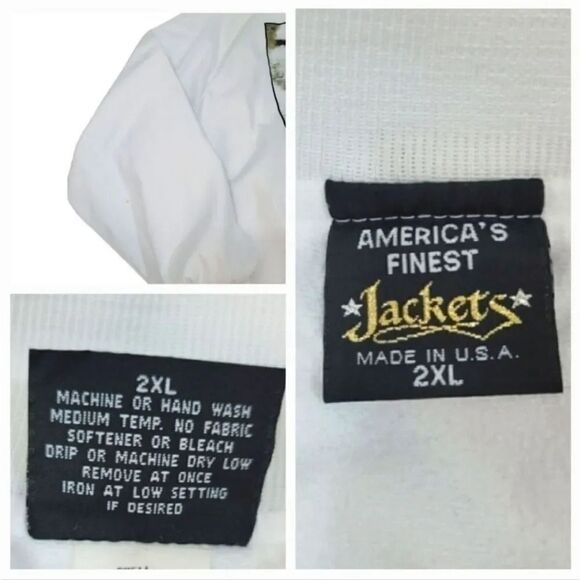 AMERICA'S
FINEST
Jackets
MADE IN U.S.A.
2XL
2XL
MACHINE OR HAND WASH
MEDIUM TEMP. NO FABRIC
SOFTENER OR BLEACH
DRIP OR MACHINE DRY LOW
REMOVE AT ONCE
IRON AT LOW SETTING
IF DESIRED